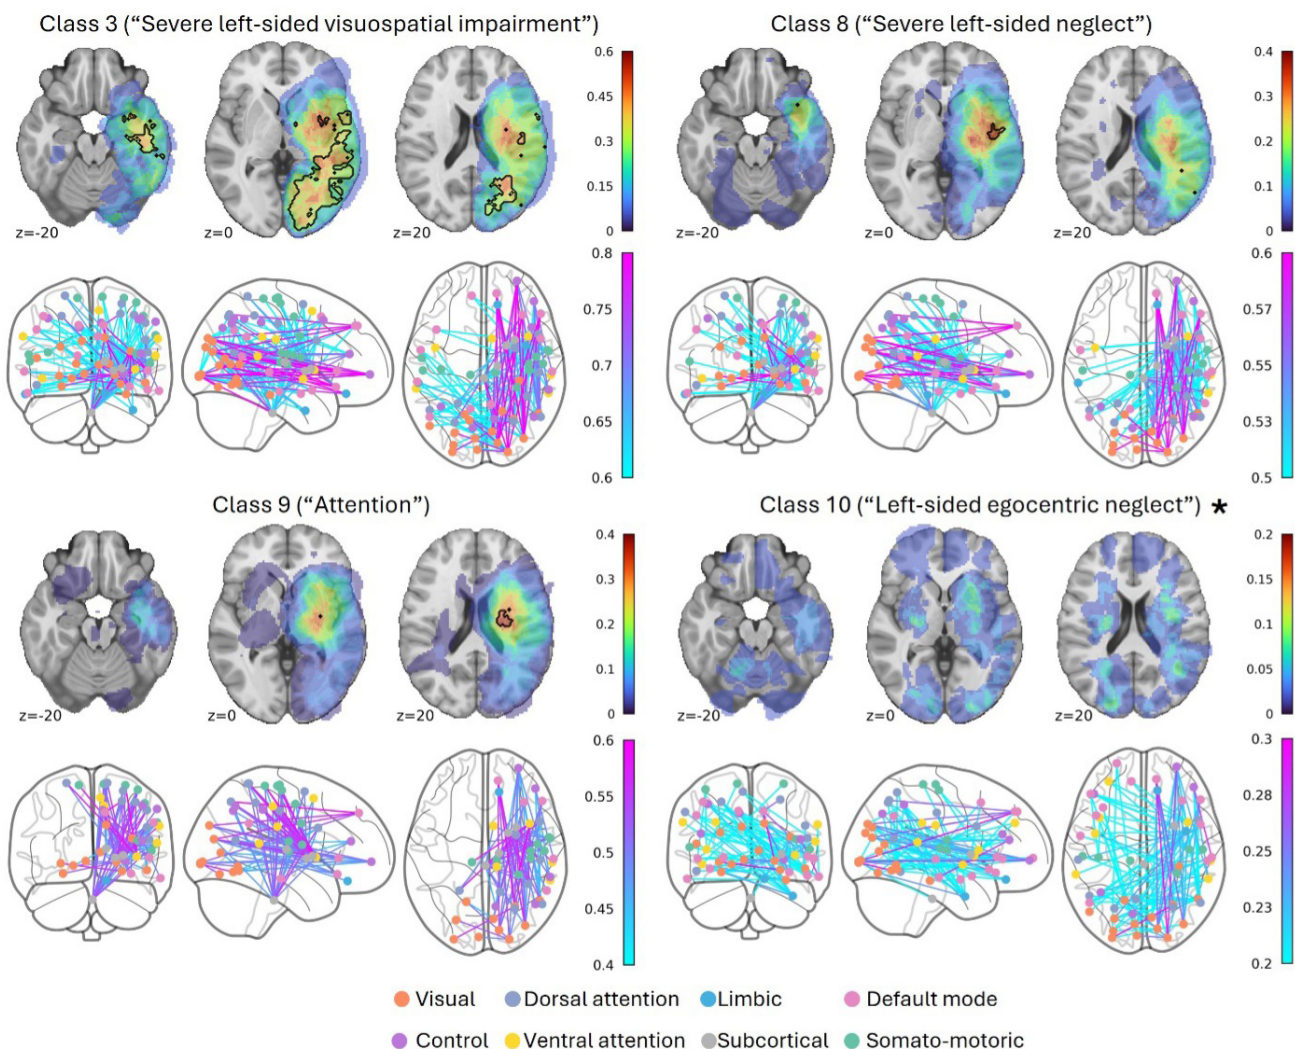 Class 3 (“Severe left-sided visuospatial impairment”)
Class 8 (“Severe left-sided neglect”)
z=-20
z=0
z=20
0.6
0.45
0.3
0.15
0
z=-20
z=0
z=20
0.4
0.3
0.2
0.1
0
0.8
0.75
0.7
0.65
0.6
0.6
0.57
0.55
0.53
0.5
Class 9 (“Attention”)
Class 10 (“Left-sided egocentric neglect”) *
z=-20
z=0
z=20
0.4
0.3
0.2
0.1
0
z=-20
z=0
z=20
0.2
0.15
0.1
0.05
0
0.6
0.55
0.5
0.45
0.4
0.3
0.28
0.25
0.23
0.2
Visual Dorsal attention Limbic Default mode
Control Ventral attention Subcortical Somato-motoric